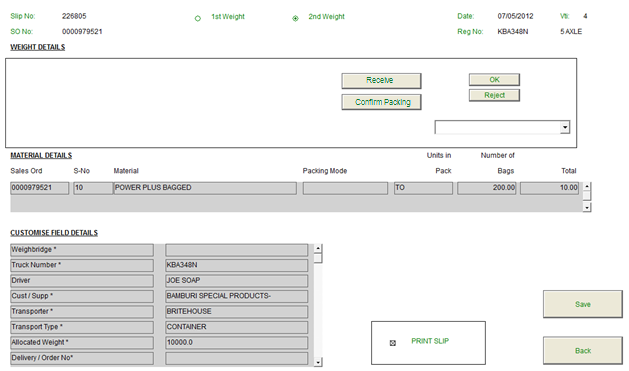 Slip No: 226805 1st Weight 2nd Weight Date: 07/05/2012 Vti: 4
SO No: 0000979521 Reg No: KBA348N 5 AXLE
WEIGHT DETAILS
Receive OK
Confirm Packing Reject
MATERIAL DETAILS Units in Number of
Sales Ord S-No Material Packing Mode Pack Bags Total
0000979521 10 POWER PLUS BAGGED TO 200.00 10.00
CUSTOMISE FIELD DETAILS
Weighbridge *
Truck Number * KBA348N
Driver JOE SOAP
Cust / Supp * BAMBURI SPECIAL PRODUCTS-
Transporter * BRITEHOUSE
Transport Type * CONTAINER
Allocated Weight * 10000.0
Delivery / Order No*
Save
PRINT SLIP
Back